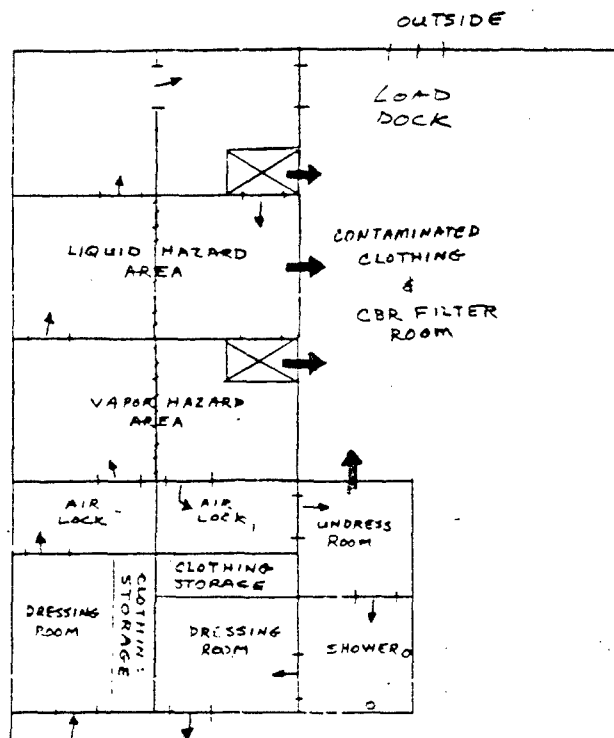 OUTSIDE
LOAD
DOCK
LIQUID HAZARD
AREA
CONTAMINATED
CLOTHING
&
CBR FILTER
ROOM
VAPOR HAZARD
AREA
AIR
LOCK
AIR
LOCK
UNDRESS
ROOM
CLOTHING
STORAGE
CLOTHING
STORAGE
DRESSING
ROOM
DRESSING
ROOM
SHOWER